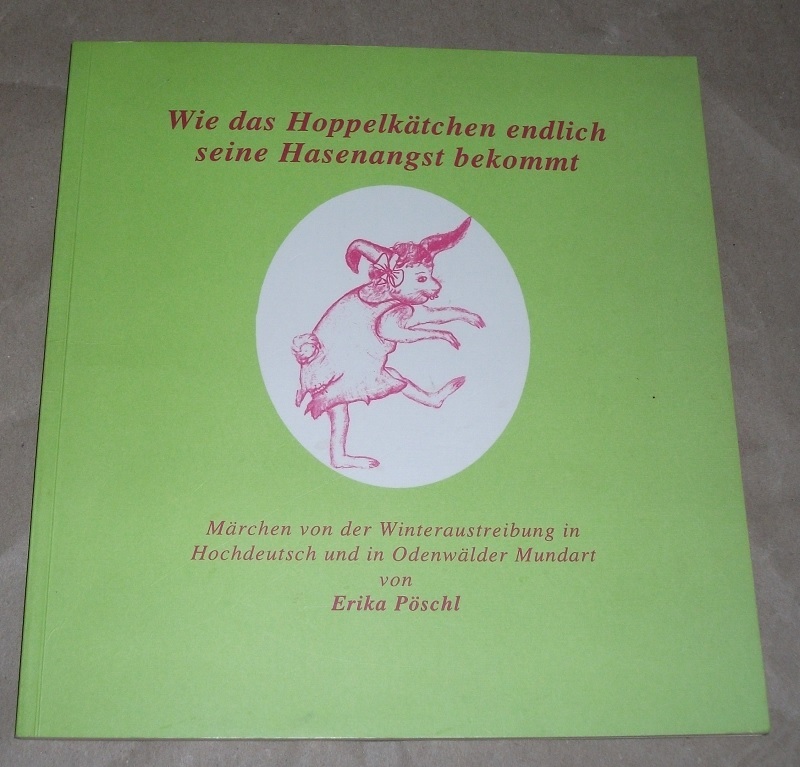 Wie das Hoppelkätchen endlich
seine Hasenangst bekommt
Märchen von der Winteraustreibung in
Hochdeutsch und in Odenwälder Mundart
von
Erika Pöschl